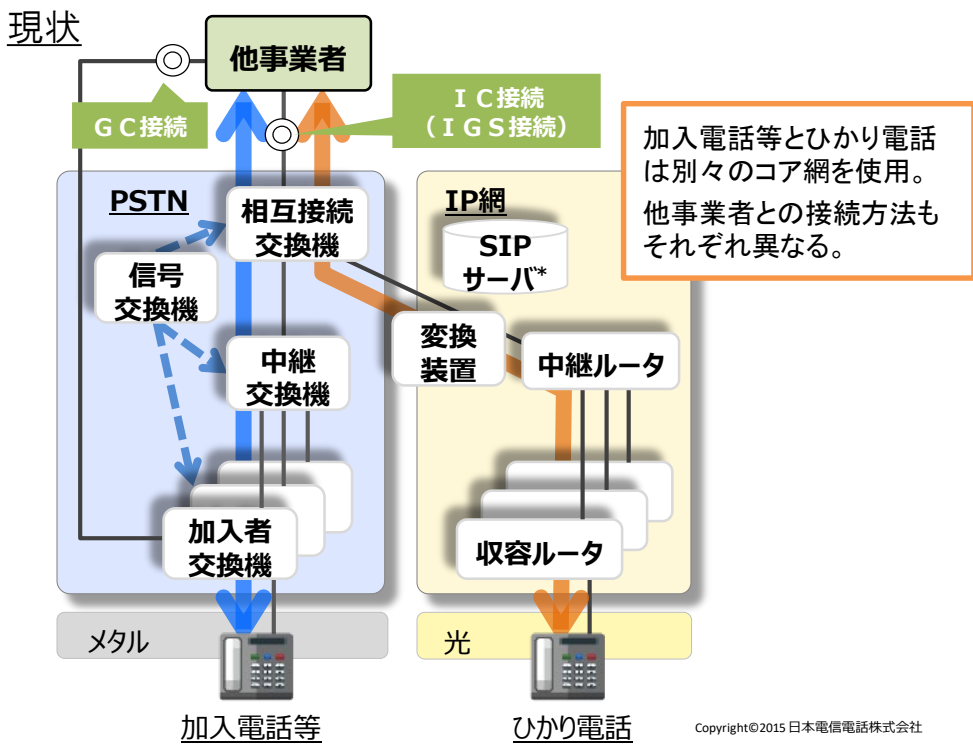 現状
他事業者
GC接続
IC接続
(IGS接続)
加入電話等とひかり電話
は別々のコア網を使用。
他事業者との接続方法も
それぞれ異なる。
PSTN
相互接続
交換機
IP網
SIP
サーバ*
信号
交換機
変換
装置
中継
交換機
中継ルータ
加入者
交換機
収容ルータ
メタル
光
加入電話等
ひかり電話
Copyright©2015 日本電信電話株式会社